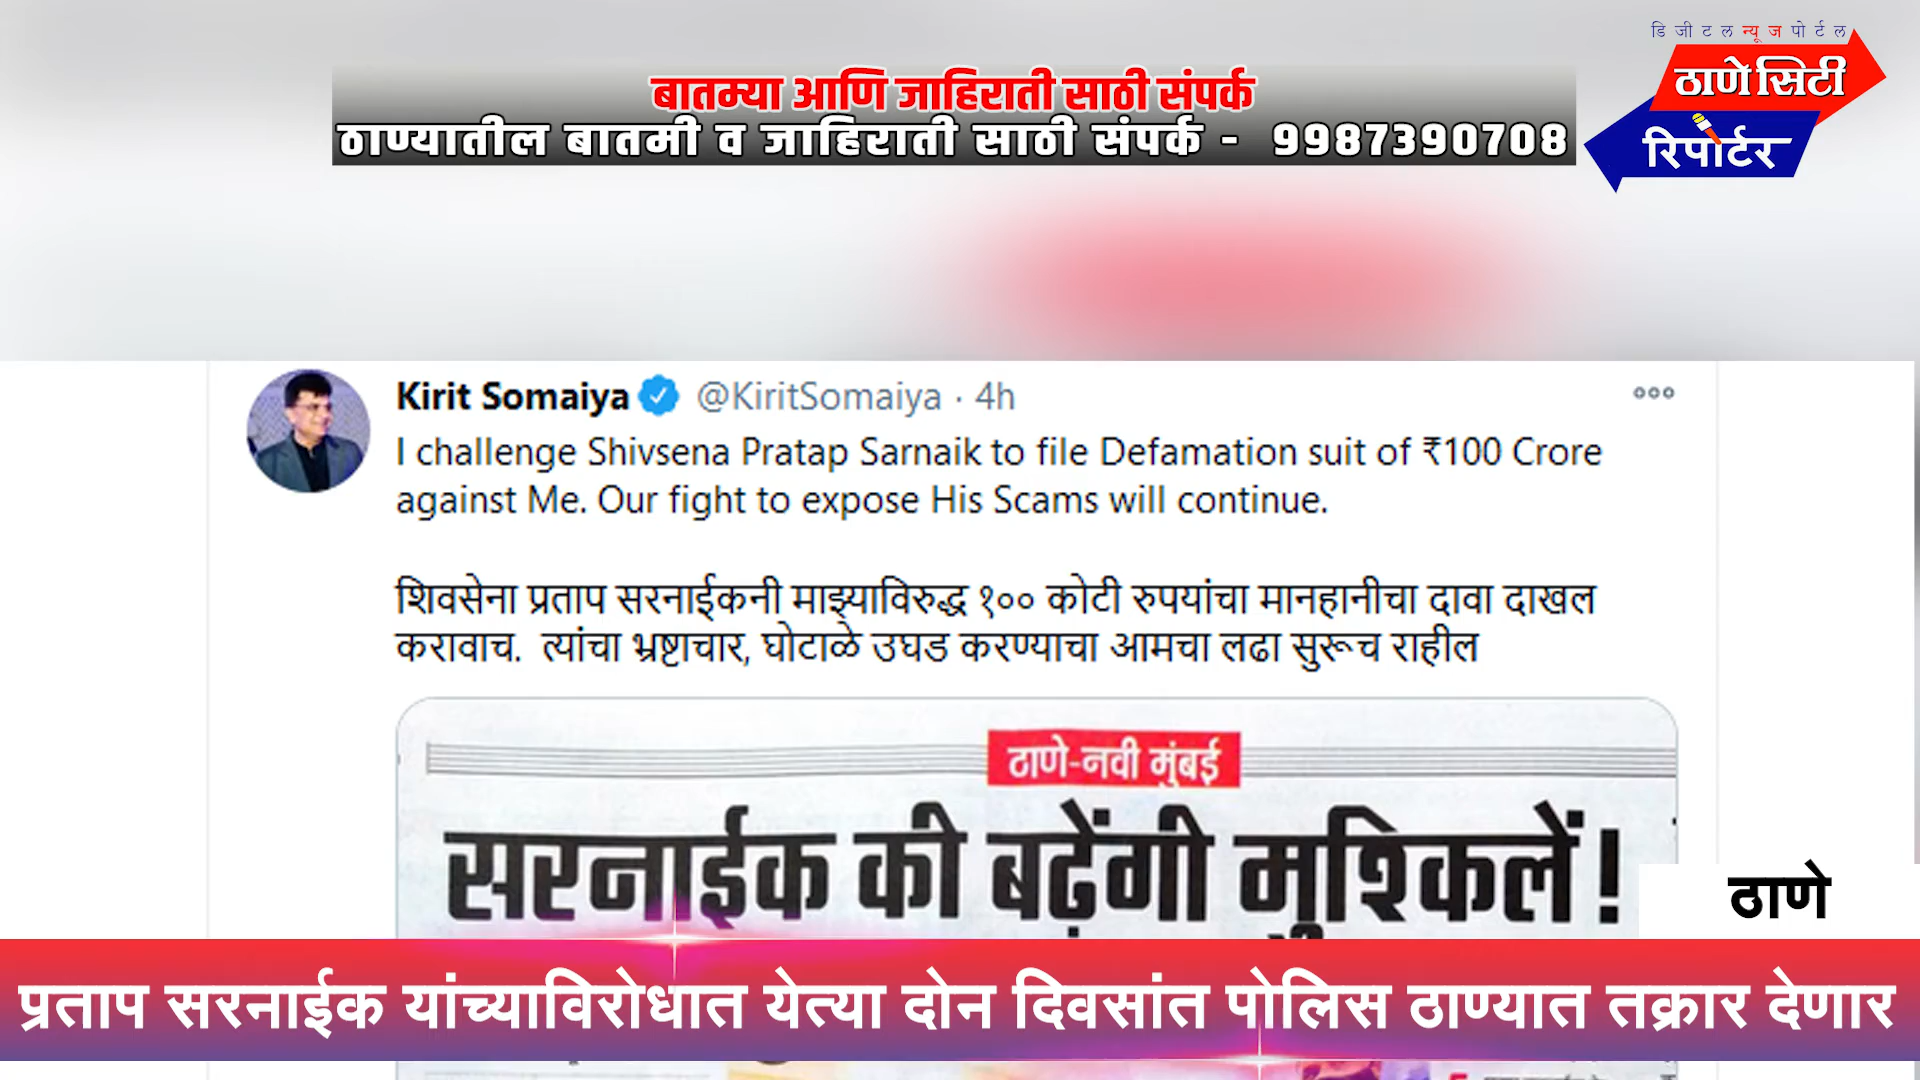 डिजीटल न्यूज पोर्टल
ठाणे सिटी
रिपोर्टर
बातम्या आणि जाहिराती साठी संपर्क
ठाण्यातील बातमी व जाहिराती साठी संपर्क - 9987390708
Kirit Somaiya @KiritSomaiya · 4h
I challenge Shivsena Pratap Sarnaik to file Defamation suit of ₹100 Crore
against Me. Our fight to expose His Scams will continue.
शिवसेना प्रताप सरनाईकनी माझ्याविरुद्ध १०० कोटी रुपयांचा मानहानीचा दावा दाखल
करावाच. त्यांचा भ्रष्टाचार, घोटाळे उघड करण्याचा आमचा लढा सुरूच राहील
ठाणे-नवी मुंबई
सरनाईक की बढ़ेंगी मुश्किलें!
ठाणे
प्रताप सरनाईक यांच्याविरोधात येत्या दोन दिवसांत पोलिस ठाण्यात तक्रार देणार